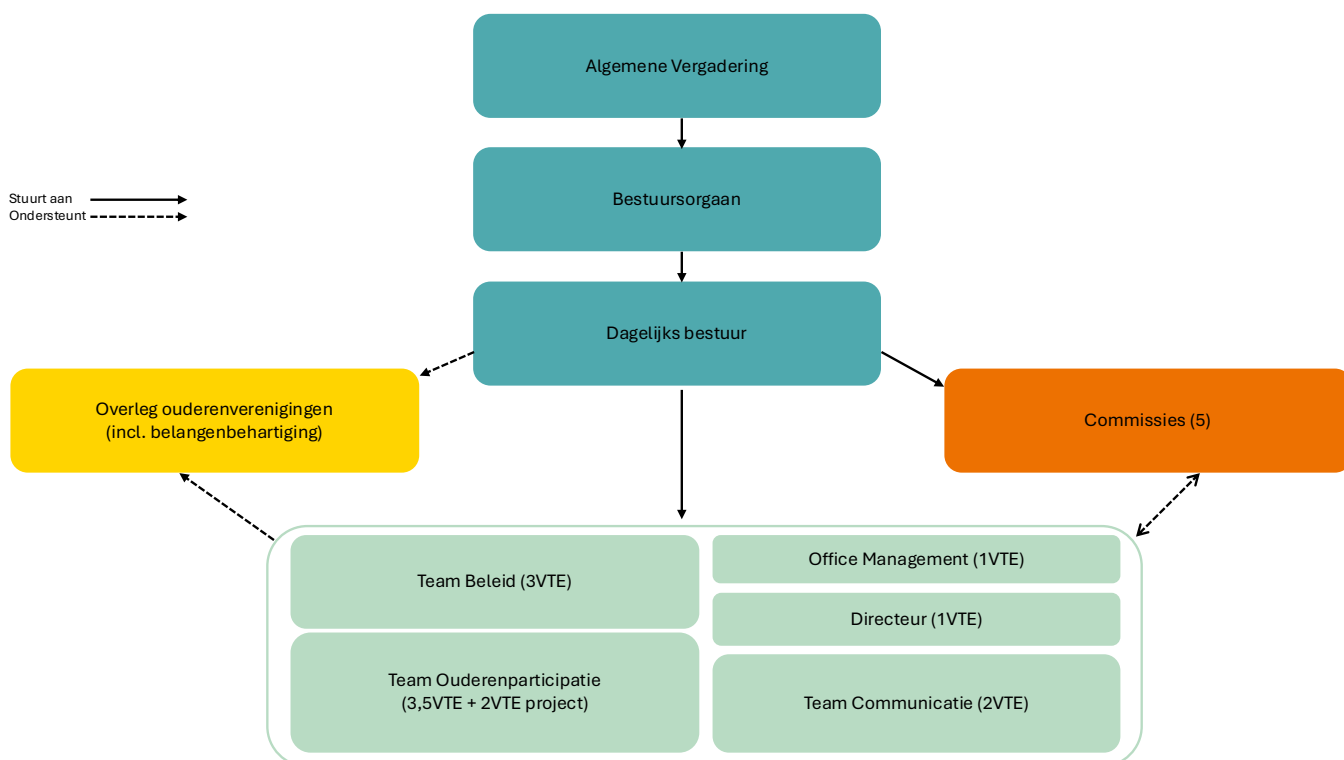 Algemene Vergadering
Bestuursorgaan
Stuurt aan
Ondersteunt
Dagelijks bestuur
Overleg ouderenverenigingen
(incl. belangenbehartiging)
Commissies (5)
Team Beleid (3VTE)
Office Management (1VTE)
Directeur (1VTE)
Team Ouderenparticipatie
(3,5VTE + 2VTE project)
Team Communicatie (2VTE)